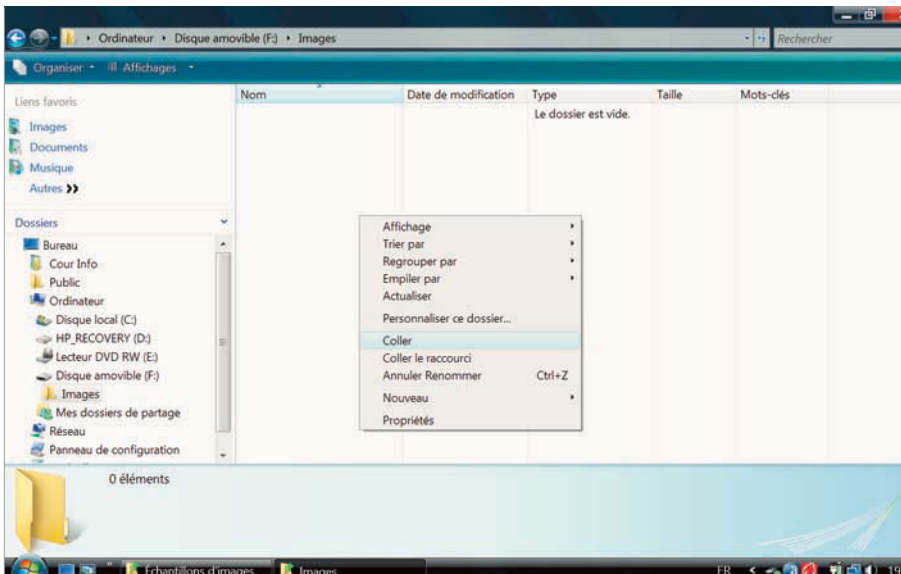 Ordinateur Disque amovible (F:) Images Rechercher
Organiser Affichages
Liens favoris
Images
Documents
Musique
Autres
Dossiers
Bureau
Cour Info
Public
Ordinateur
Disque local (C:)
HP_RECOVERY (D:)
Lecteur DVD RW (E:)
Disque amovible (F:)
Images
Mes dossiers de partage
Réseau
Panneau de configuration
Nom Date de modification Type Taille Mots-clés
Le dossier est vide.
Affichage
Trier par
Regrouper par
Empiler par
Actualiser
Personnaliser ce dossier...
Coller
Coller le raccourci
Annuler Renommer Ctrl+Z
Nouveau
Propriétés
0 éléments
Échantillons d'images Images FR 19